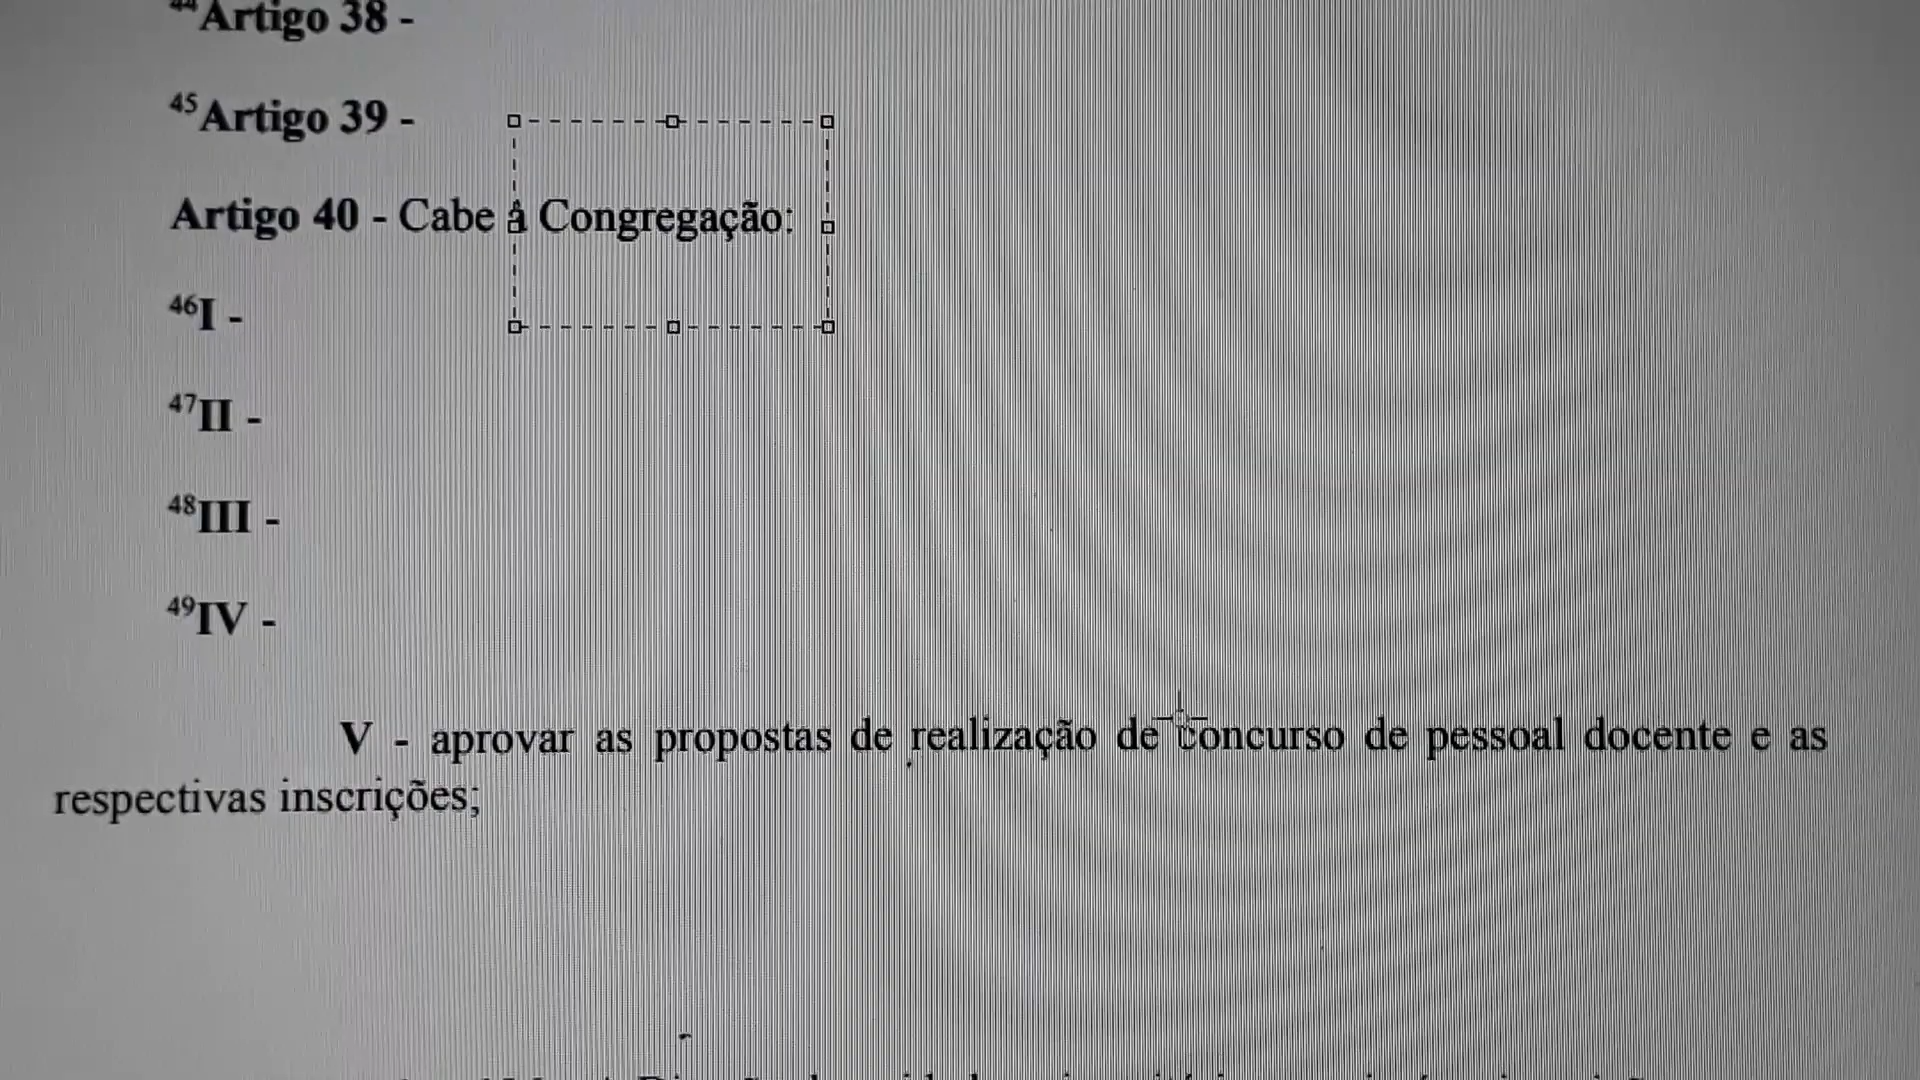 ⁴⁴Artigo 38 -
⁴⁵Artigo 39 -
Artigo 40 - Cabe à Congregação:
⁴⁶I -
⁴⁷II -
⁴⁸III -
⁴⁹IV -
V - aprovar as propostas de realização de concurso de pessoal docente e as
respectivas inscrições;